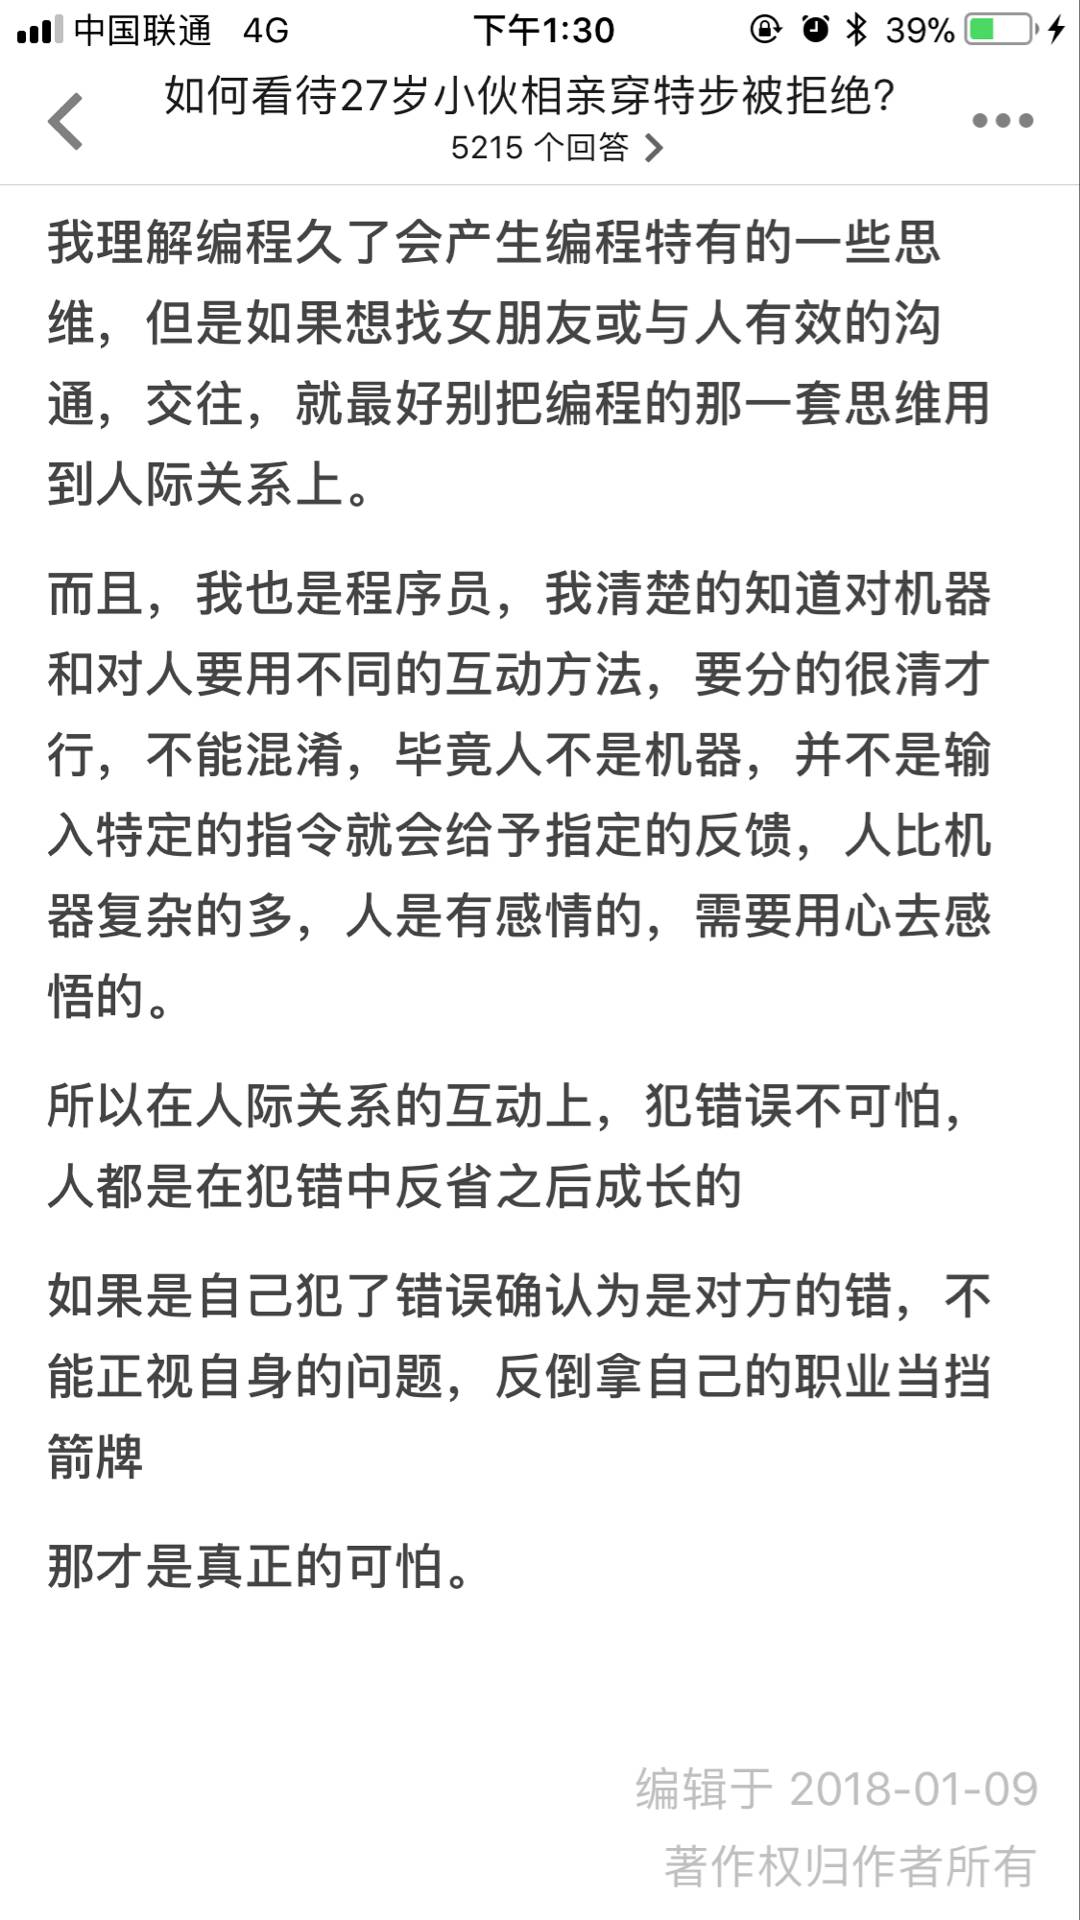 中国联通 4G 下午1:30 39%
如何看待27岁小伙相亲穿特步被拒绝?
5215 个回答
我理解编程久了会产生编程特有的一些思
维，但是如果想找女朋友或与人有效的沟
通，交往，就最好别把编程的那一套思维用
到人际关系上。
而且，我也是程序员，我清楚的知道对机器
和对人要用不同的互动方法，要分的很清才
行，不能混淆，毕竟人不是机器，并不是输
入特定的指令就会给予指定的反馈，人比机
器复杂的多，人是有感情的，需要用心去感
悟的。
所以在人际关系的互动上，犯错误不可怕，
人都是在犯错中反省之后成长的
如果是自己犯了错误确认为是对方的错，不
能正视自身的问题，反倒拿自己的职业当挡
箭牌
那才是真正的可怕。
编辑于 2018-01-09
著作权归作者所有